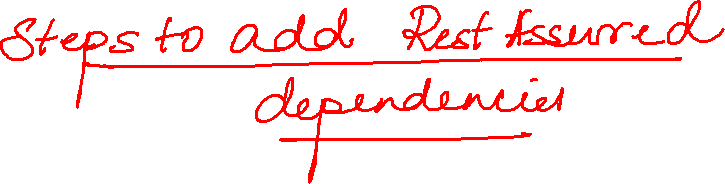 Steps to add Rest Assured
dependencies